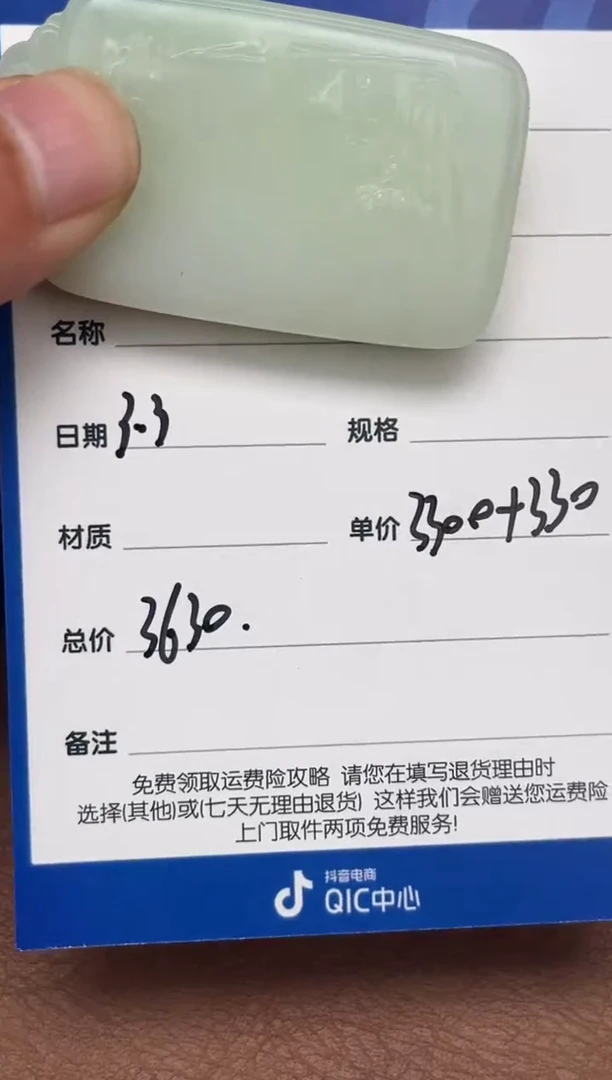 名称
日期 3.3 规格
材质 单价 3300+330
总价 3630.
备注
免费领取运费险攻略 请您在填写退货理由时
选择(其他)或(七天无理由退货) 这样我们会赠送您运费险
上门取件两项免费服务!
抖音电商
QIC中心